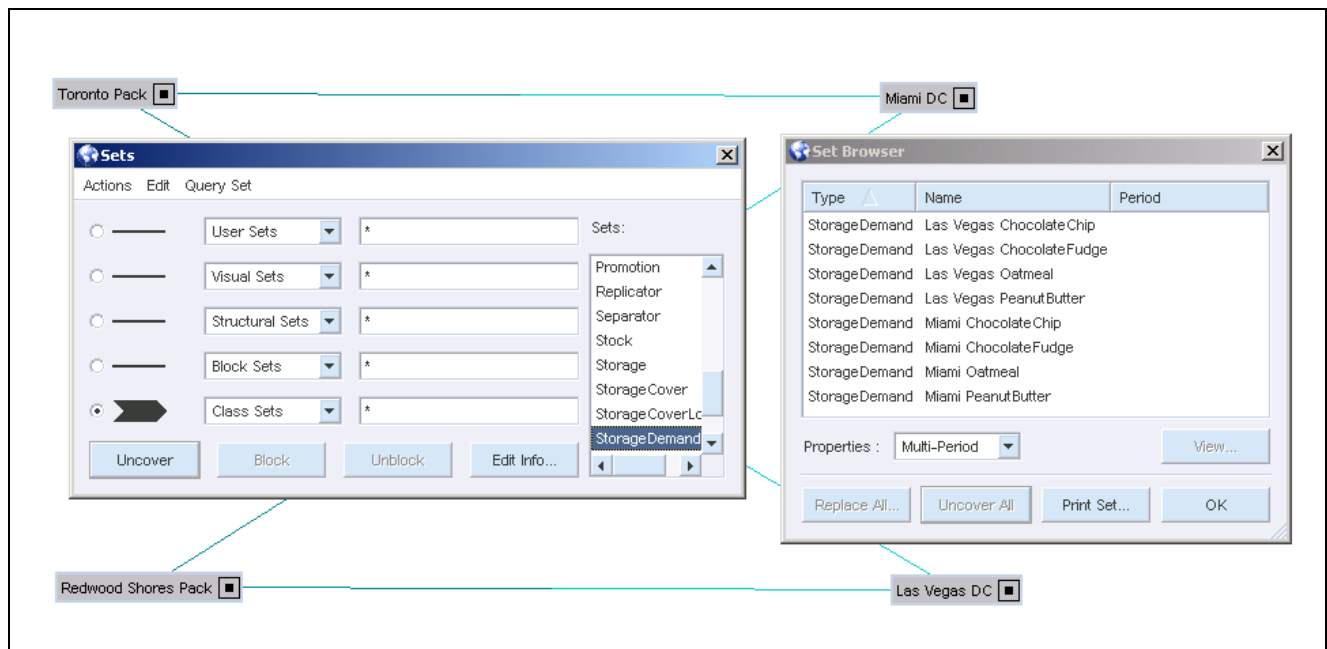 Toronto Pack
Miami DC
Sets
Actions Edit Query Set
User Sets *
Visual Sets *
Structural Sets *
Block Sets *
Class Sets *
Sets:
Promotion
Replicator
Separator
Stock
Storage
StorageCover
StorageCoverLo
StorageDemand
Uncover Block Unblock Edit Info...
Set Browser
Type Name Period
StorageDemand Las Vegas ChocolateChip
StorageDemand Las Vegas ChocolateFudge
StorageDemand Las Vegas Oatmeal
StorageDemand Las Vegas PeanutButter
StorageDemand Miami ChocolateChip
StorageDemand Miami ChocolateFudge
StorageDemand Miami Oatmeal
StorageDemand Miami PeanutButter
Properties : Multi-Period View...
Replace All... Uncover All Print Set... OK
Redwood Shores Pack
Las Vegas DC